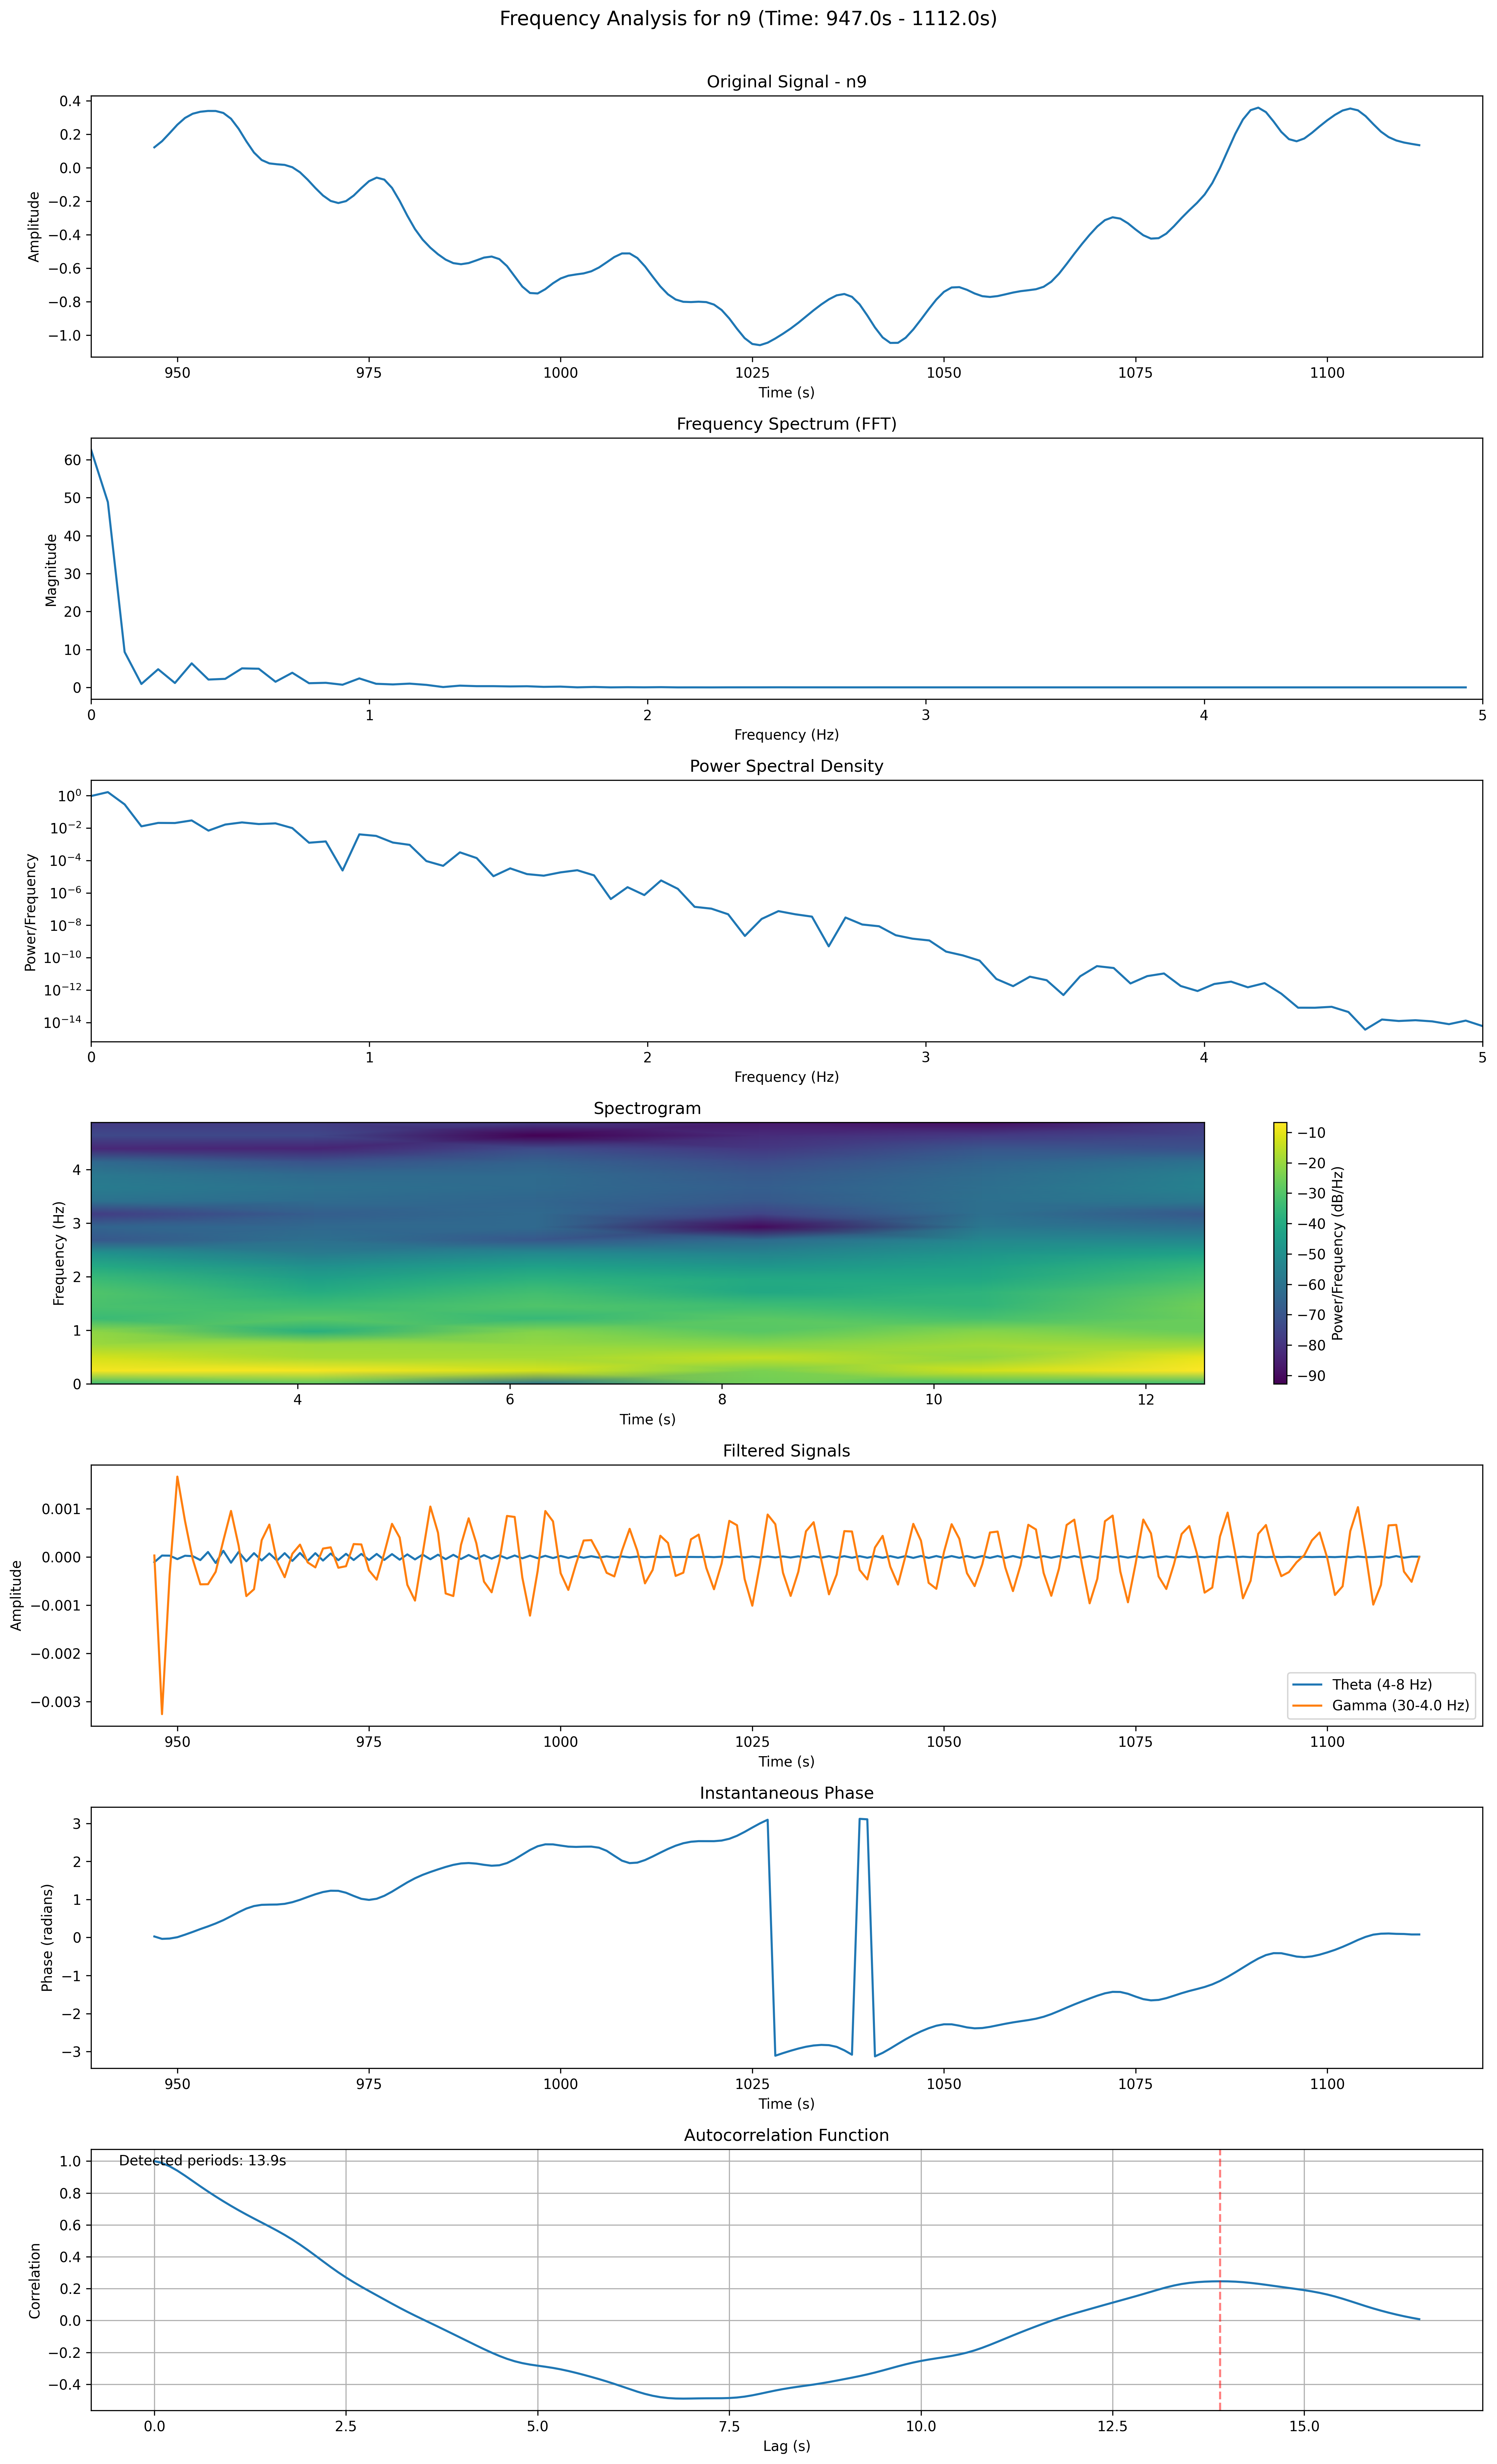 Frequency Analysis for n9 (Time: 947.0s - 1112.0s)
Original Signal - n9
Amplitude
0.4
0.2
0.0
−0.2
−0.4
−0.6
−0.8
−1.0
950 975 1000 1025 1050 1075 1100
Time (s)
Frequency Spectrum (FFT)
Magnitude
60
50
40
30
20
10
0
0 1 2 3 4 5
Frequency (Hz)
Power Spectral Density
Power/Frequency
10⁰
10⁻²
10⁻⁴
10⁻⁶
10⁻⁸
10⁻¹⁰
10⁻¹²
10⁻¹⁴
0 1 2 3 4 5
Frequency (Hz)
Spectrogram
Frequency (Hz)
4
3
2
1
0
4 6 8 10 12
Time (s)
−10
−20
−30
−40
−50
−60
−70
−80
−90
Power/Frequency (dB/Hz)
Filtered Signals
Amplitude
0.001
0.000
−0.001
−0.002
−0.003
Theta (4-8 Hz)
Gamma (30-4.0 Hz)
950 975 1000 1025 1050 1075 1100
Time (s)
Instantaneous Phase
Phase (radians)
3
2
1
0
−1
−2
−3
950 975 1000 1025 1050 1075 1100
Time (s)
Autocorrelation Function
Detected periods: 13.9s
Correlation
1.0
0.8
0.6
0.4
0.2
0.0
−0.2
−0.4
0.0 2.5 5.0 7.5 10.0 12.5 15.0
Lag (s)